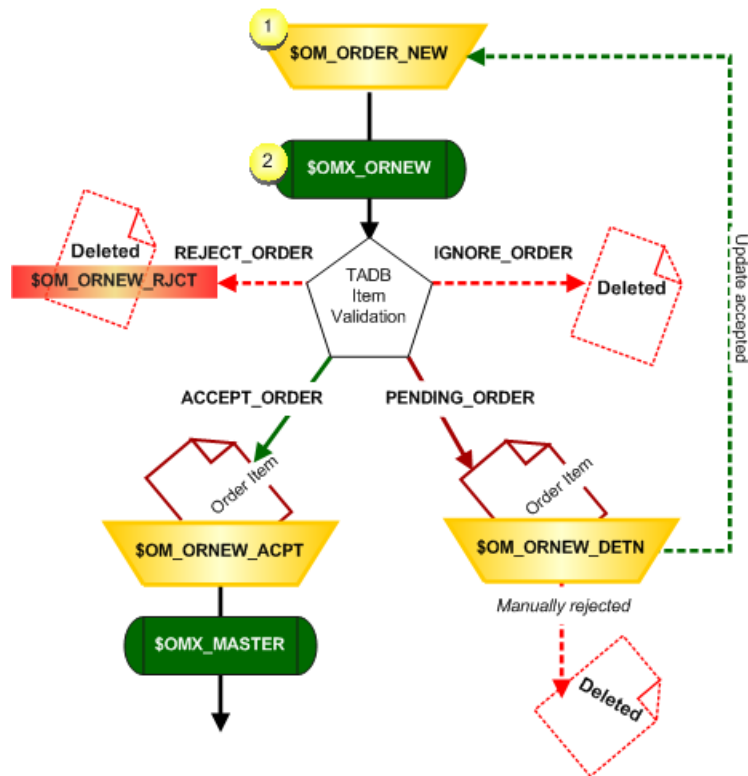 1
$OM_ORDER_NEW
2
$OMX_ORNEW
Deleted
REJECT_ORDER
IGNORE_ORDER
$OM_ORNEW_RJCT
TADB
Item
Validation
Deleted
Update accepted
ACCEPT_ORDER
PENDING_ORDER
Order Item
Order Item
$OM_ORNEW_ACPT
$OM_ORNEW_DETN
Manually rejected
$OMX_MASTER
Deleted